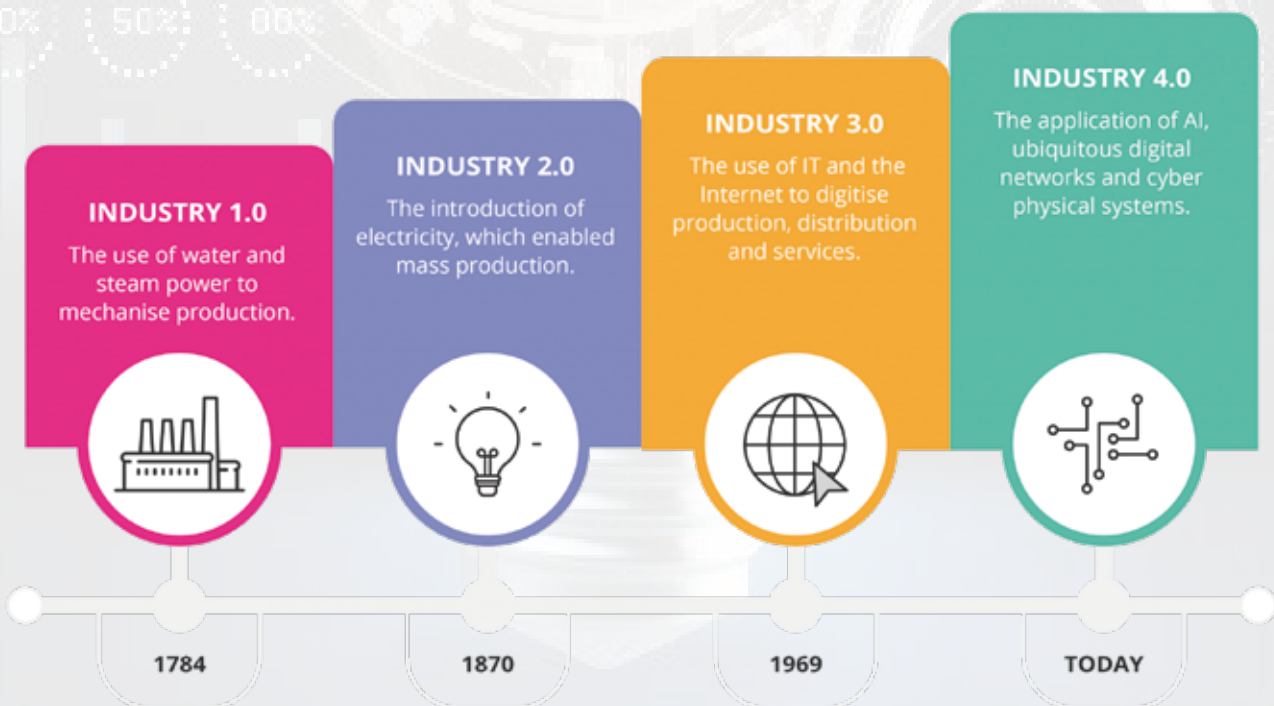 50%
00%
INDUSTRY 1.0
The use of water and
steam power to
mechanise production.
INDUSTRY 2.0
The introduction of
electricity, which enabled
mass production.
INDUSTRY 3.0
The use of IT and the
Internet to digitise
production, distribution
and services.
INDUSTRY 4.0
The application of AI,
ubiquitous digital
networks and cyber
physical systems.
1784
1870
1969
TODAY